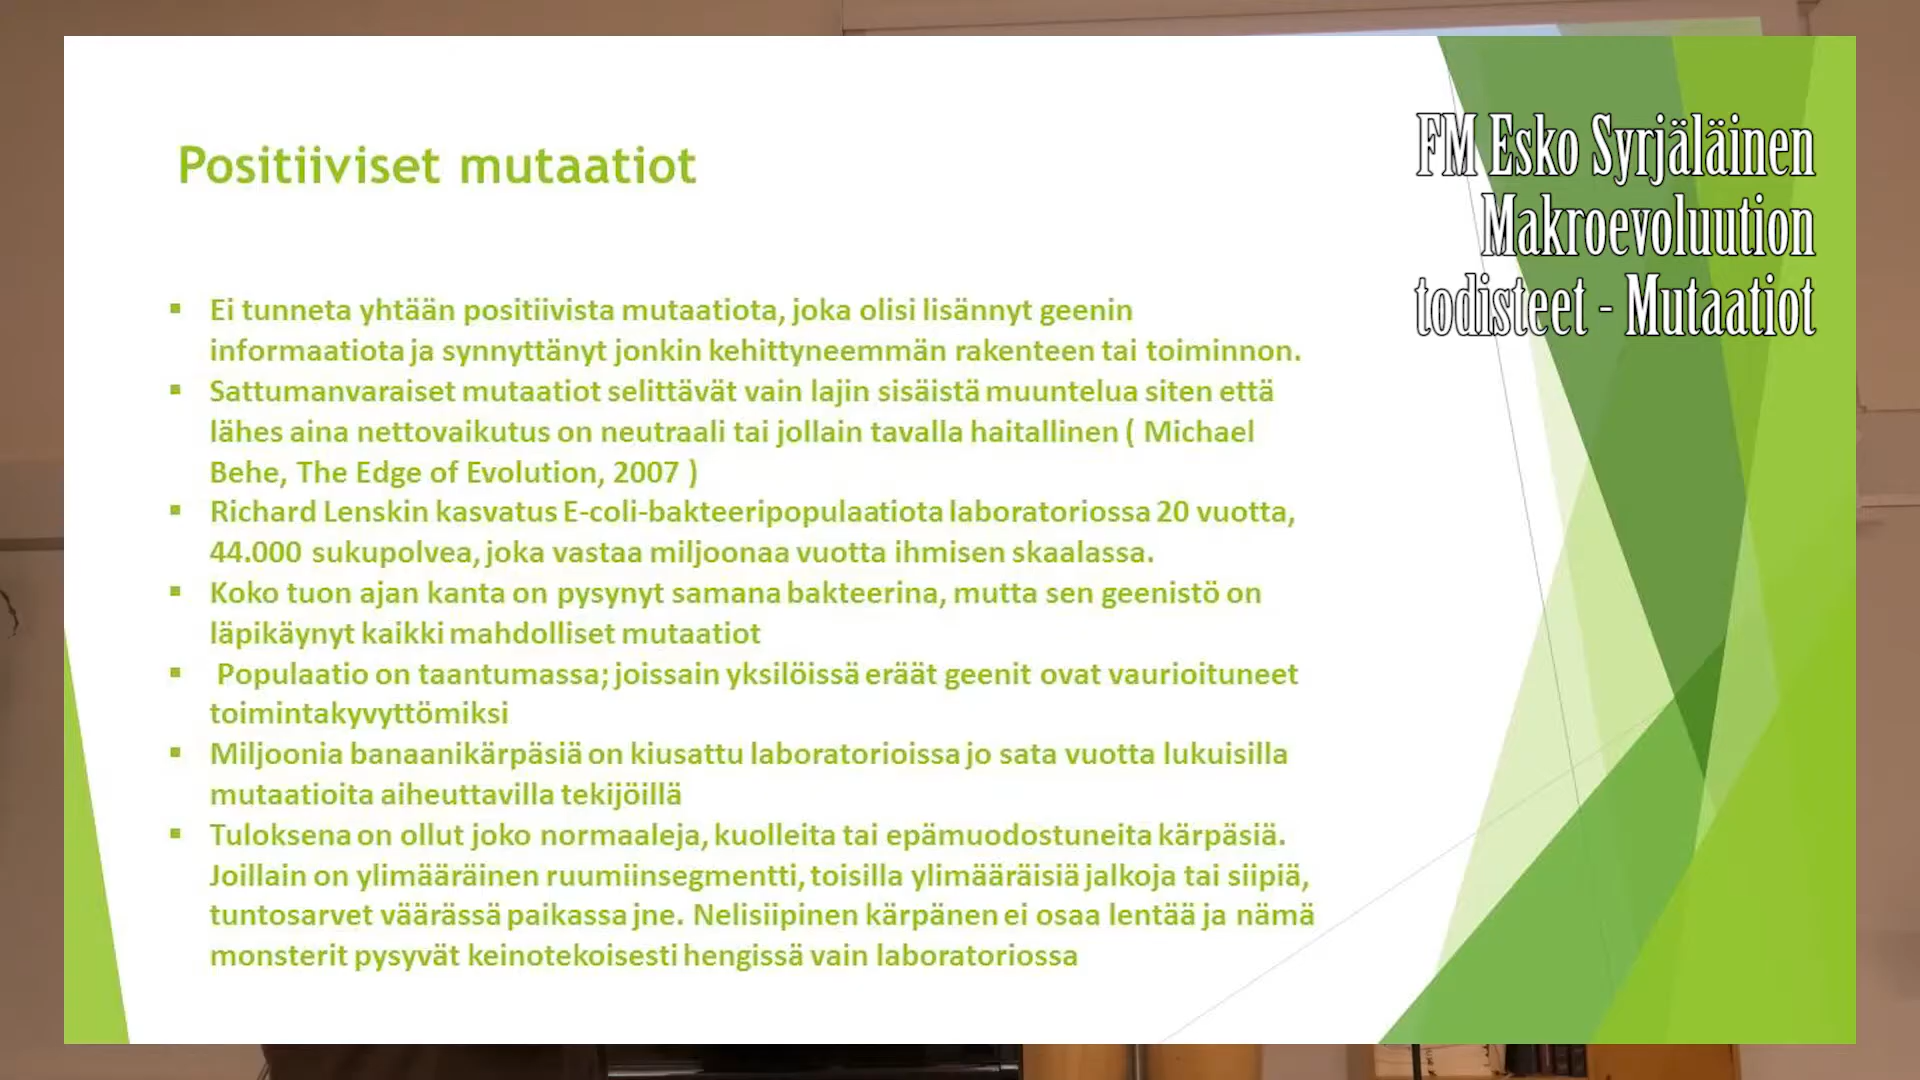 Positiiviset mutaatiot
FM Esko Syrjäläinen
Makroevoluution
todisteet - Mutaatiot
▪ Ei tunneta yhtään positiivista mutaatiota, joka olisi lisännyt geenin
informaatiota ja synnyttänyt jonkin kehittyneemmän rakenteen tai toiminnon.
▪ Sattumanvaraiset mutaatiot selittävät vain lajin sisäistä muuntelua siten että
lähes aina nettovaikutus on neutraali tai jollain tavalla haitallinen ( Michael
Behe, The Edge of Evolution, 2007 )
▪ Richard Lenskin kasvatus E-coli-bakteeripopulaatiota laboratoriossa 20 vuotta,
44.000 sukupolvea, joka vastaa miljoonaa vuotta ihmisen skaalassa.
▪ Koko tuon ajan kanta on pysynyt samana bakteerina, mutta sen geenistö on
läpikäynyt kaikki mahdolliset mutaatiot
▪ Populaatio on taantumassa; joissain yksilöissä eräät geenit ovat vaurioituneet
toimintakyvyttömiksi
▪ Miljoonia banaanikärpäsiä on kiusattu laboratorioissa jo sata vuotta lukuisilla
mutaatioita aiheuttavilla tekijöillä
▪ Tuloksena on ollut joko normaaleja, kuolleita tai epämuodostuneita kärpäsiä.
Joillain on ylimääräinen ruumiinsegmentti, toisilla ylimääräisiä jalkoja tai siipiä,
tuntosarvet väärässä paikassa jne. Nelisiipinen kärpänen ei osaa lentää ja nämä
monsterit pysyvät keinotekoisesti hengissä vain laboratoriossa